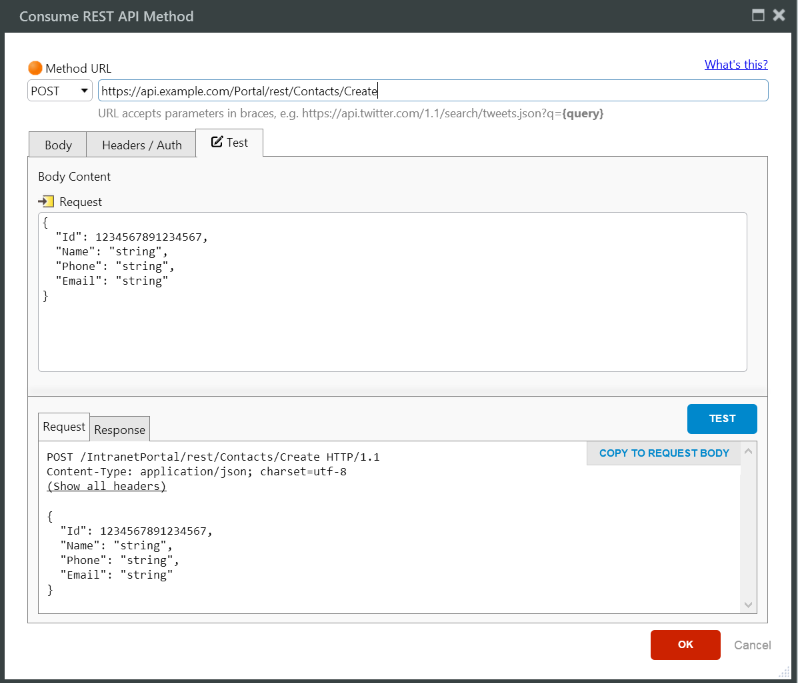 Consume REST API Method
Method URL
What's this?
POST
https://api.example.com/Portal/rest/Contacts/Create
URL accepts parameters in braces, e.g. https://api.twitter.com/1.1/search/tweets.json?q={query}
Body
Headers / Auth
Test
Body Content
Request
{
  "Id": 1234567891234567,
  "Name": "string",
  "Phone": "string",
  "Email": "string"
}
Request
Response
TEST
COPY TO REQUEST BODY
POST /IntranetPortal/rest/Contacts/Create HTTP/1.1
Content-Type: application/json; charset=utf-8
(Show all headers)
{
  "Id": 1234567891234567,
  "Name": "string",
  "Phone": "string",
  "Email": "string"
}
OK
Cancel